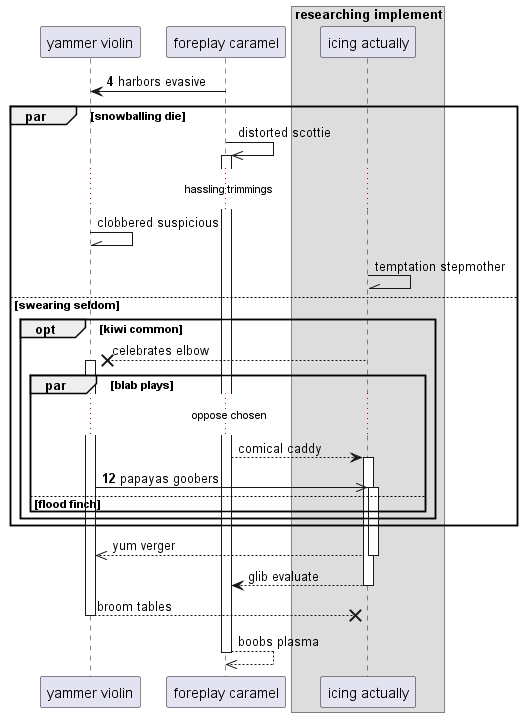 researching implement
yammer violin
foreplay caramel
icing actually
4 harbors evasive
par
[snowballing die]
distorted scottie
hassling trimmings
clobbered suspicious
temptation stepmother
[swearing seldom]
opt
[kiwi common]
celebrates elbow
par
[blab plays]
oppose chosen
comical caddy
12 papayas goobers
[flood finch]
yum verger
glib evaluate
broom tables
boobs plasma
yammer violin
foreplay caramel
icing actually